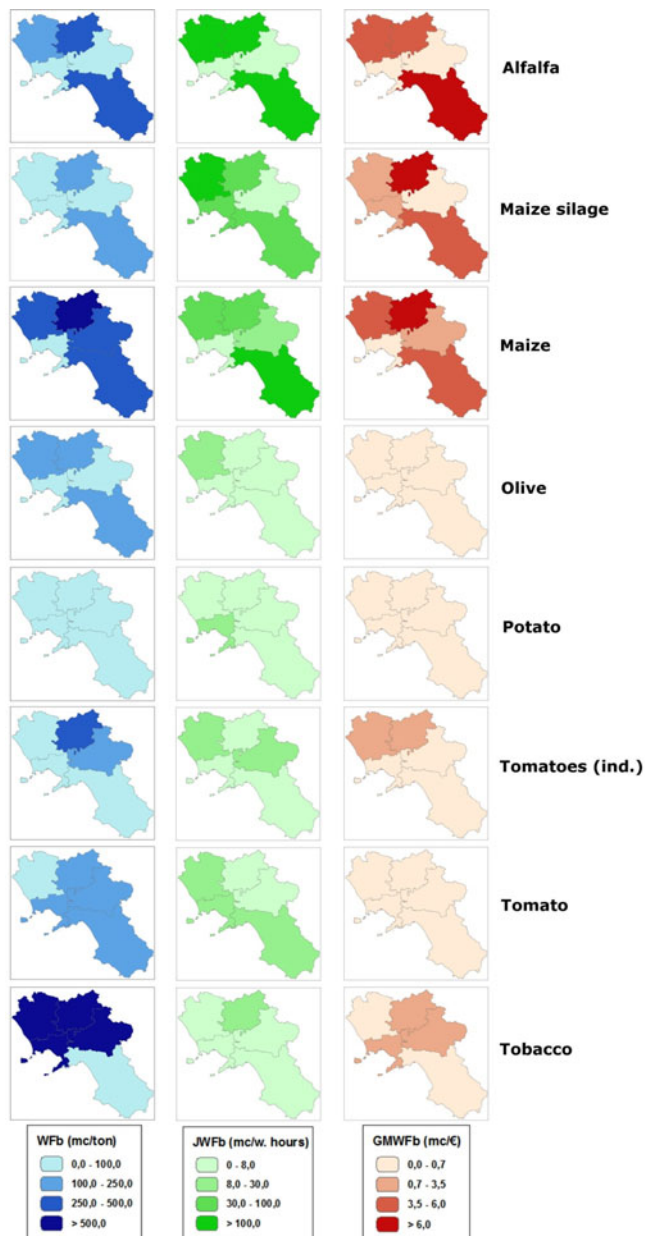 Alfalfa
Maize silage
Maize
Olive
Potato
Tomatoes (ind.)
Tomato
Tobacco
WFb (mc/ton)
0,0 - 100,0
100,0 - 250,0
250,0 - 500,0
> 500,0
JWFb (mc/w. hours)
0 - 8,0
8,0 - 30,0
30,0 - 100,0
> 100,0
GMWFb (mc/€)
0,0 - 0,7
0,7 - 3,5
3,5 - 6,0
> 6,0